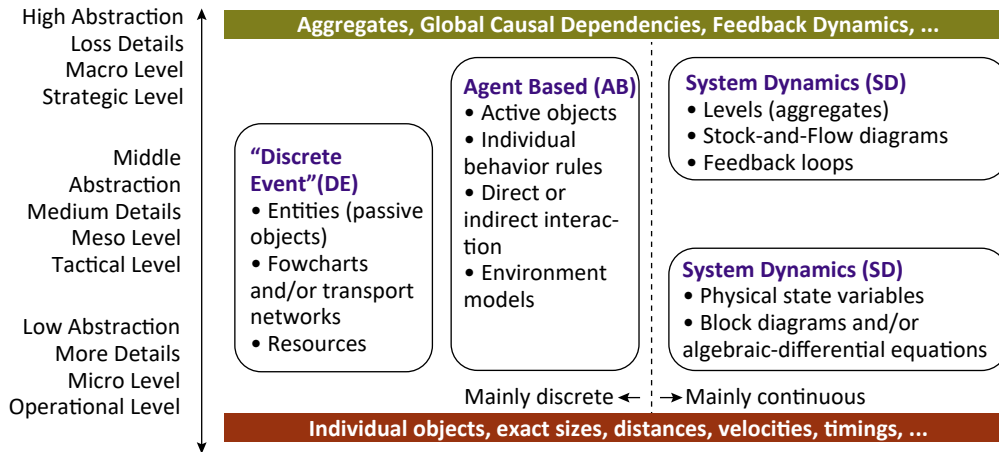 High Abstraction
Loss Details
Macro Level
Strategic Level
Middle
Abstraction
Medium Details
Meso Level
Tactical Level
Low Abstraction
More Details
Micro Level
Operational Level
Aggregates, Global Causal Dependencies, Feedback Dynamics, ...
“Discrete
Event”(DE)
• Entities (passive
objects)
• Fowcharts
and/or transport
networks
• Resources
Agent Based (AB)
• Active objects
• Individual
behavior rules
• Direct or
indirect interac-
tion
• Environment
models
System Dynamics (SD)
• Levels (aggregates)
• Stock-and-Flow diagrams
• Feedback loops
System Dynamics (SD)
• Physical state variables
• Block diagrams and/or
algebraic-differential equations
Mainly discrete
Mainly continuous
Individual objects, exact sizes, distances, velocities, timings, ...